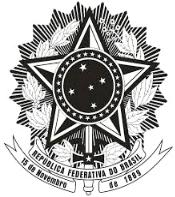 REPÚBLICA FEDERATIVA DO BRASIL
15 de Novembro de 1889